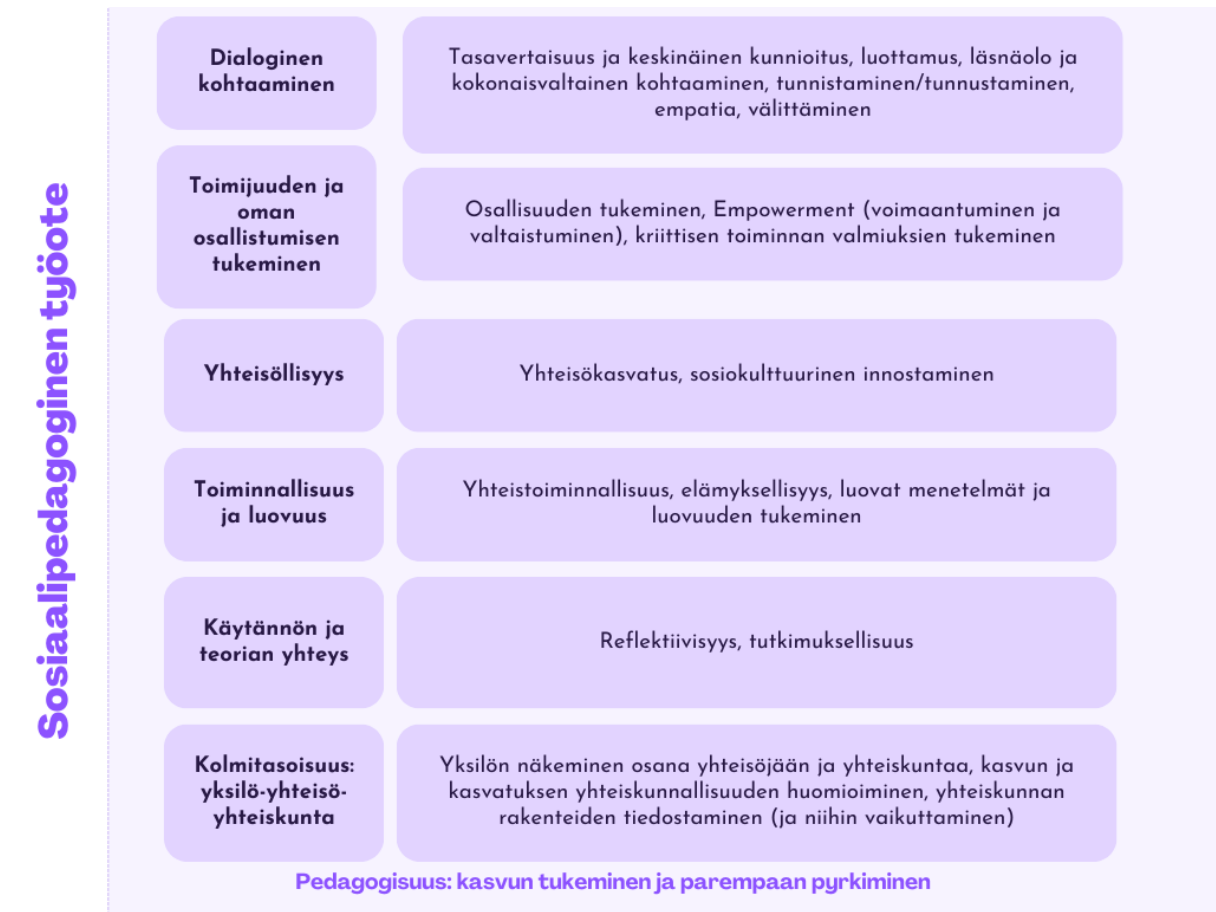 Sosiaalipedagoginen työote
Dialoginen
kohtaaminen
Tasavertaisuus ja keskinäinen kunnioitus, luottamus, läsnäolo ja
kokonaisvaltainen kohtaaminen, tunnistaminen/tunnustaminen,
empatia, välittäminen
Toimijuuden ja
oman
osallistumisen
tukeminen
Osallisuuden tukeminen, Empowerment (voimaantuminen ja
valtaistuminen), kriittisen toiminnan valmiuksien tukeminen
Yhteisöllisyys
Yhteisökasvatus, sosiokulttuurinen innostaminen
Toiminnallisuus
ja luovuus
Yhteistoiminnallisuus, elämyksellisyys, luovat menetelmät ja
luovuuden tukeminen
Käytännön ja
teorian yhteys
Reflektiivisyys, tutkimuksellisuus
Kolmitasoisuus:
yksilö-yhteisö-
yhteiskunta
Yksilön näkeminen osana yhteisöjään ja yhteiskuntaa, kasvun ja
kasvatuksen yhteiskunnallisuuden huomioiminen, yhteiskunnan
rakenteiden tiedostaminen (ja niihin vaikuttaminen)
Pedagogisuus: kasvun tukeminen ja parempaan pyrkiminen